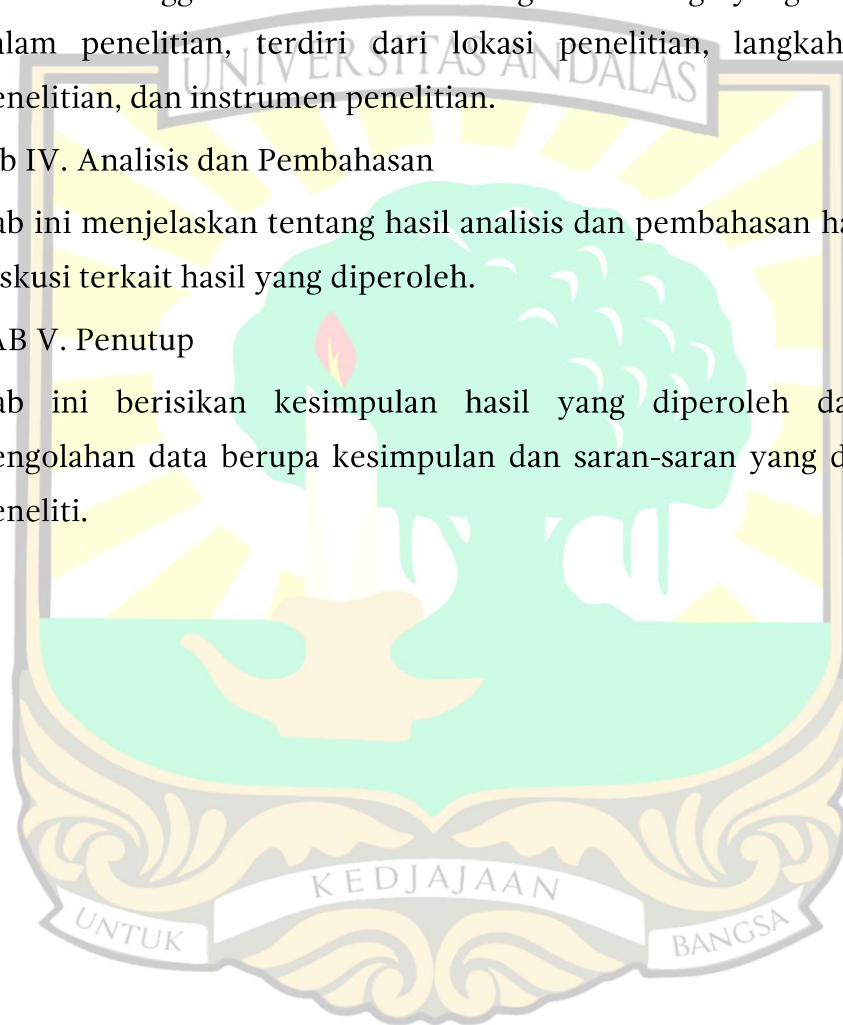 alam penelitian, terdiri dari lokasi penelitian, langkah
UNIVERSITAS ANDALAS
enelitian, dan instrumen penelitian.
b IV. Analisis dan Pembahasan
ab ini menjelaskan tentang hasil analisis dan pembahasan ha
skusi terkait hasil yang diperoleh.
AB V. Penutup
ab ini berisikan kesimpulan hasil yang diperoleh da
engolahan data berupa kesimpulan dan saran-saran yang d
eneliti.
KEDJAJAAN
UNTUK
BANGSA